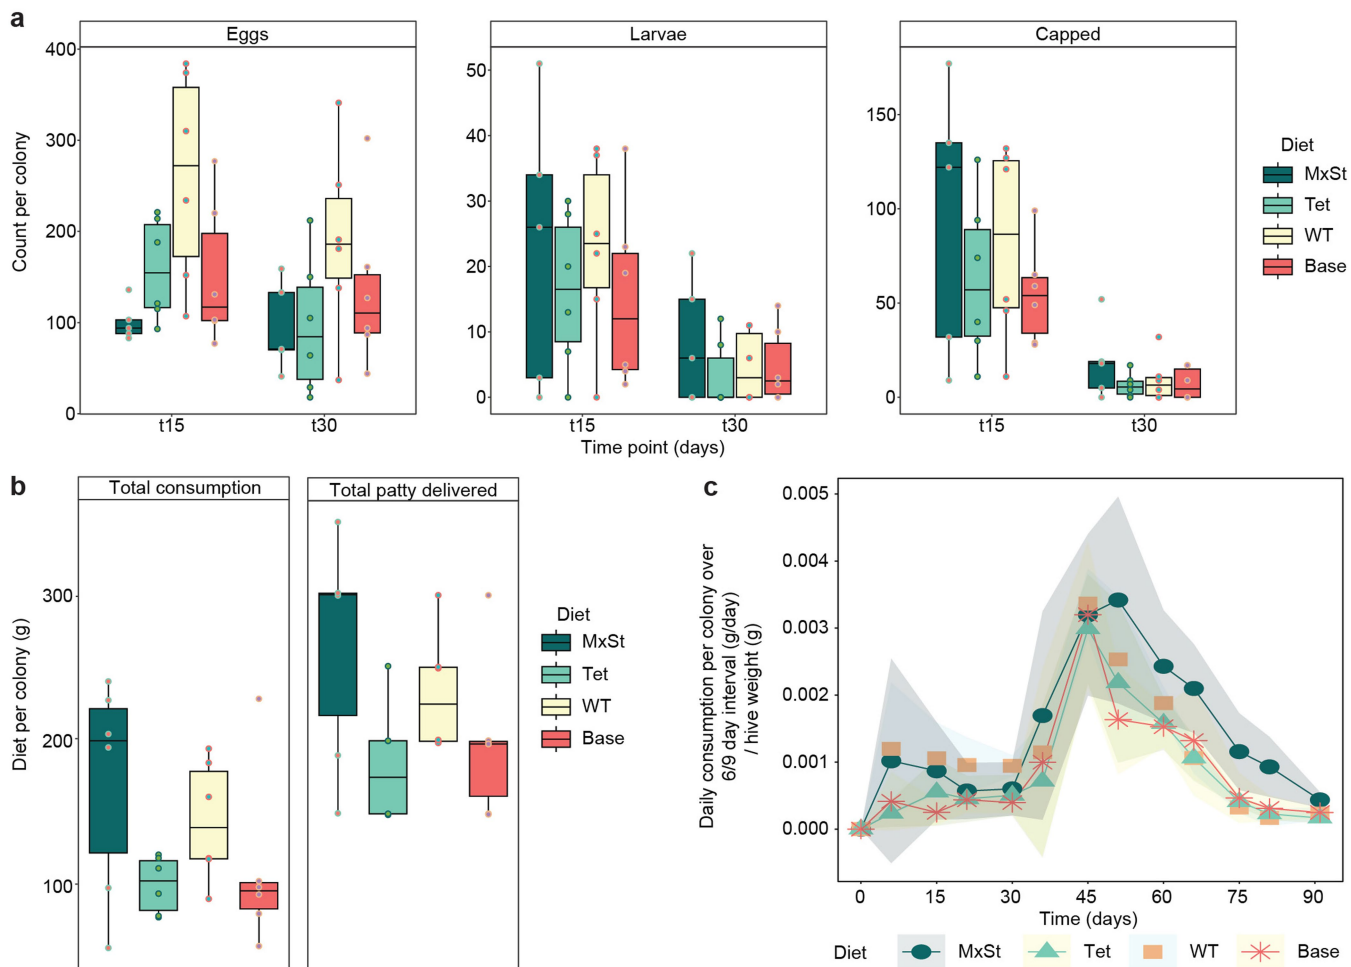 a
Eggs
Larvae
Capped
Count per colony
400
300
200
100
0
50
40
30
20
10
0
150
100
50
0
t15
t30
t15
t30
t15
t30
Time point (days)
Diet
MxSt
Tet
WT
Base
b
Total consumption
Total patty delivered
Diet per colony (g)
300
200
100
Diet
MxSt
Tet
WT
Base
c
Daily consumption per colony over
6/9 day interval (g/day)
/ hive weight (g)
0.005
0.004
0.003
0.002
0.001
0.000
0
15
30
45
60
75
90
Time (days)
Diet
MxSt
Tet
WT
Base